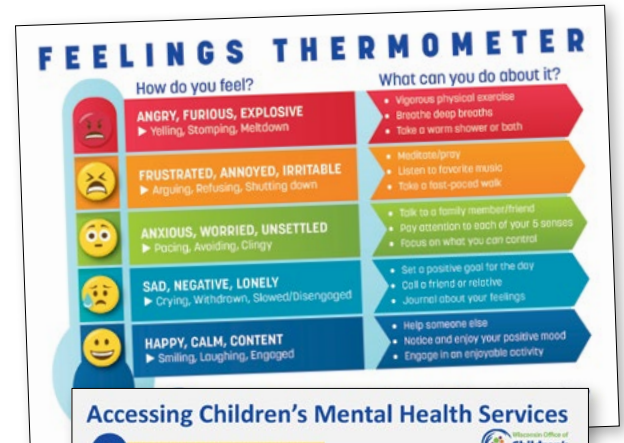 FEELINGS THERMOMETER
How do you feel?
What can you do about it?
ANGRY, FURIOUS, EXPLOSIVE
▶ Yelling, Stomping, Meltdown
• Vigorous physical exercise
• Breathe deep breaths
• Take a warm shower or bath
FRUSTRATED, ANNOYED, IRRITABLE
▶ Arguing, Refusing, Shutting down
• Meditate/pray
• Listen to favorite music
• Take a fast-paced walk
ANXIOUS, WORRIED, UNSETTLED
▶ Pacing, Avoiding, Clingy
• Talk to a family member/friend
• Pay attention to each of your 5 senses
• Focus on what you can control
SAD, NEGATIVE, LONELY
▶ Crying, Withdrawn, Slowed/Disengaged
• Set a positive goal for the day
• Call a friend or relative
• Journal about your feelings
HAPPY, CALM, CONTENT
▶ Smiling, Laughing, Engaged
• Help someone else
• Notice and enjoy your positive mood
• Engage in an enjoyable activity
Accessing Children's Mental Health Services
Wisconsin Office of